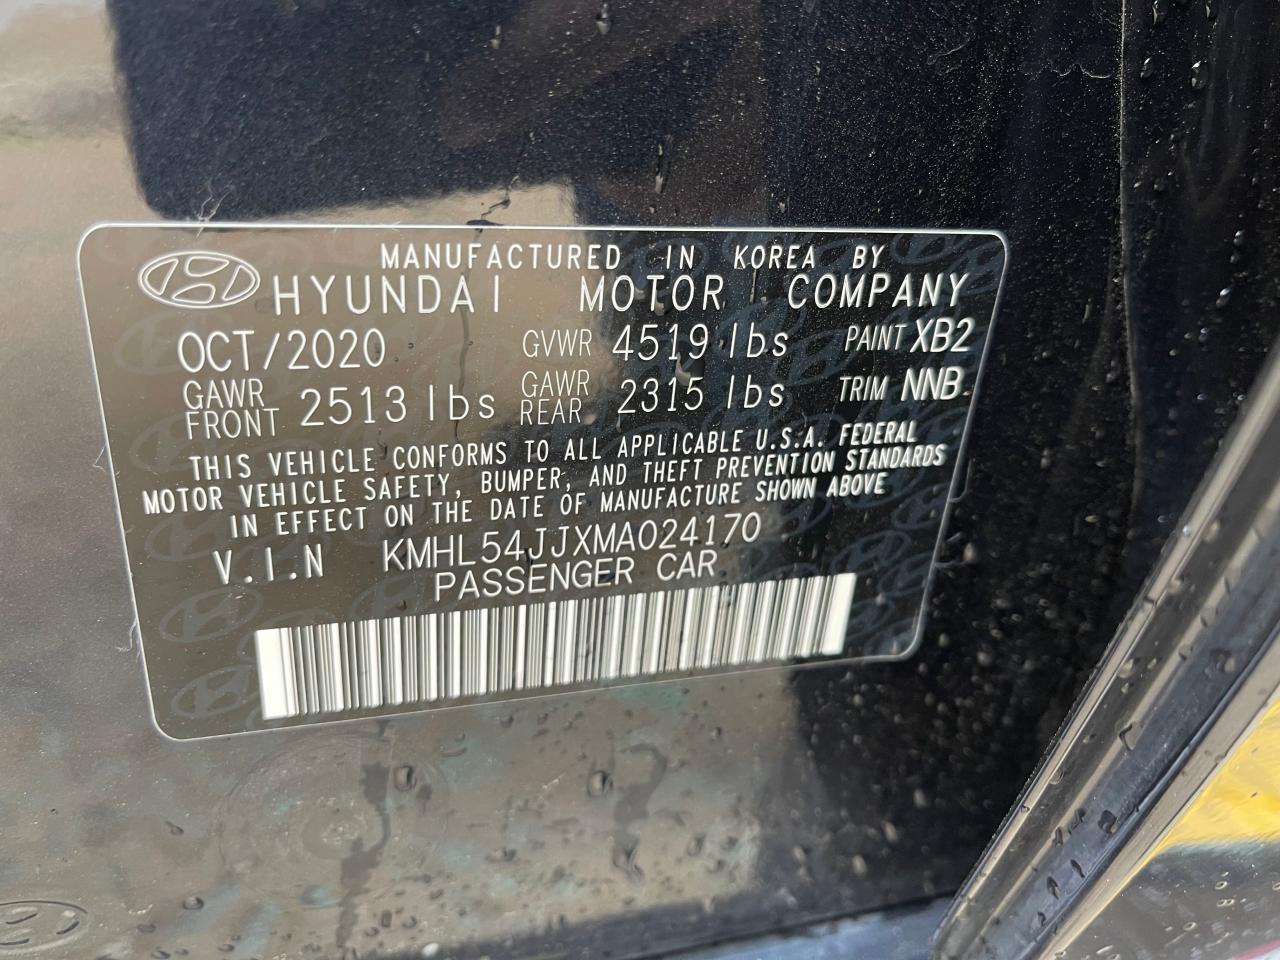 MANUFACTURED IN KOREA BY
HYUNDAI MOTOR COMPANY
OCT/2020 GVWR 4519 lbs PAINT XB2
GAWR FRONT 2513 lbs GAWR REAR 2315 lbs TRIM NNB
THIS VEHICLE CONFORMS TO ALL APPLICABLE U.S.A. FEDERAL
MOTOR VEHICLE SAFETY, BUMPER, AND THEFT PREVENTION STANDARDS
IN EFFECT ON THE DATE OF MANUFACTURE SHOWN ABOVE
V.I.N KMHL54JJXMA024170
PASSENGER CAR